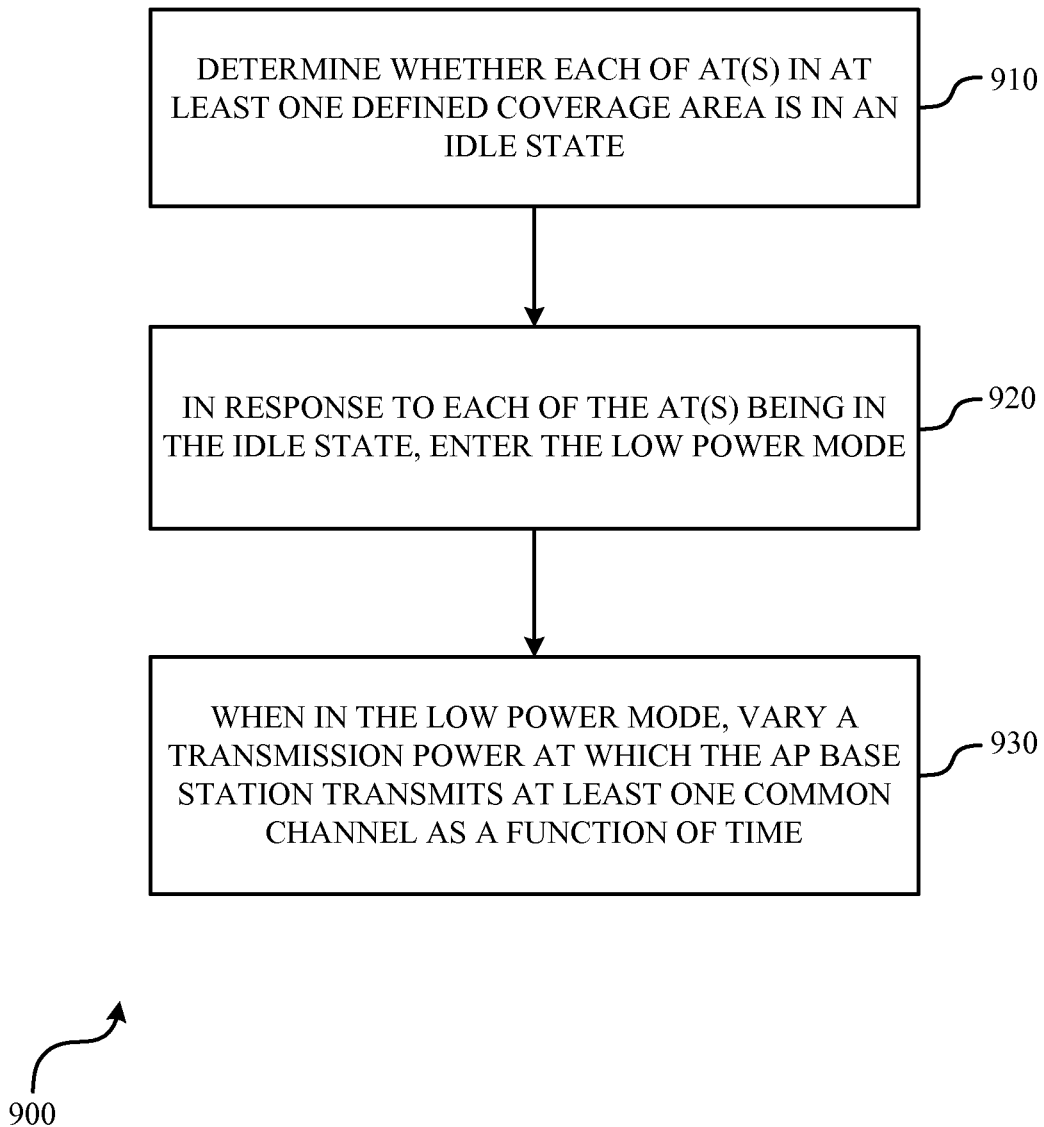 DETERMINE WHETHER EACH OF AT(S) IN AT
LEAST ONE DEFINED COVERAGE AREA IS IN AN
IDLE STATE
910
IN RESPONSE TO EACH OF THE AT(S) BEING IN
THE IDLE STATE, ENTER THE LOW POWER MODE
920
WHEN IN THE LOW POWER MODE, VARY A
TRANSMISSION POWER AT WHICH THE AP BASE
STATION TRANSMITS AT LEAST ONE COMMON
CHANNEL AS A FUNCTION OF TIME
930
900